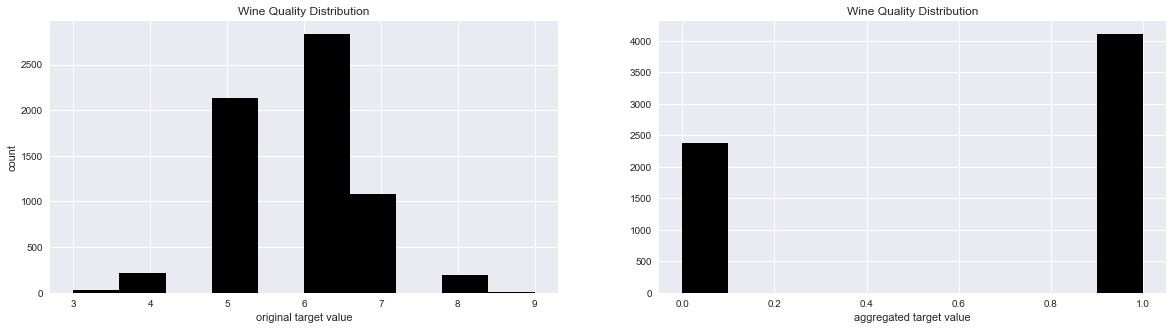 Wine Quality Distribution
2500
2000
1500
1000
500
0
count
3 4 5 6 7 8 9
original target value
Wine Quality Distribution
4000
3500
3000
2500
2000
1500
1000
500
0
0.0 0.2 0.4 0.6 0.8 1.0
aggregated target value